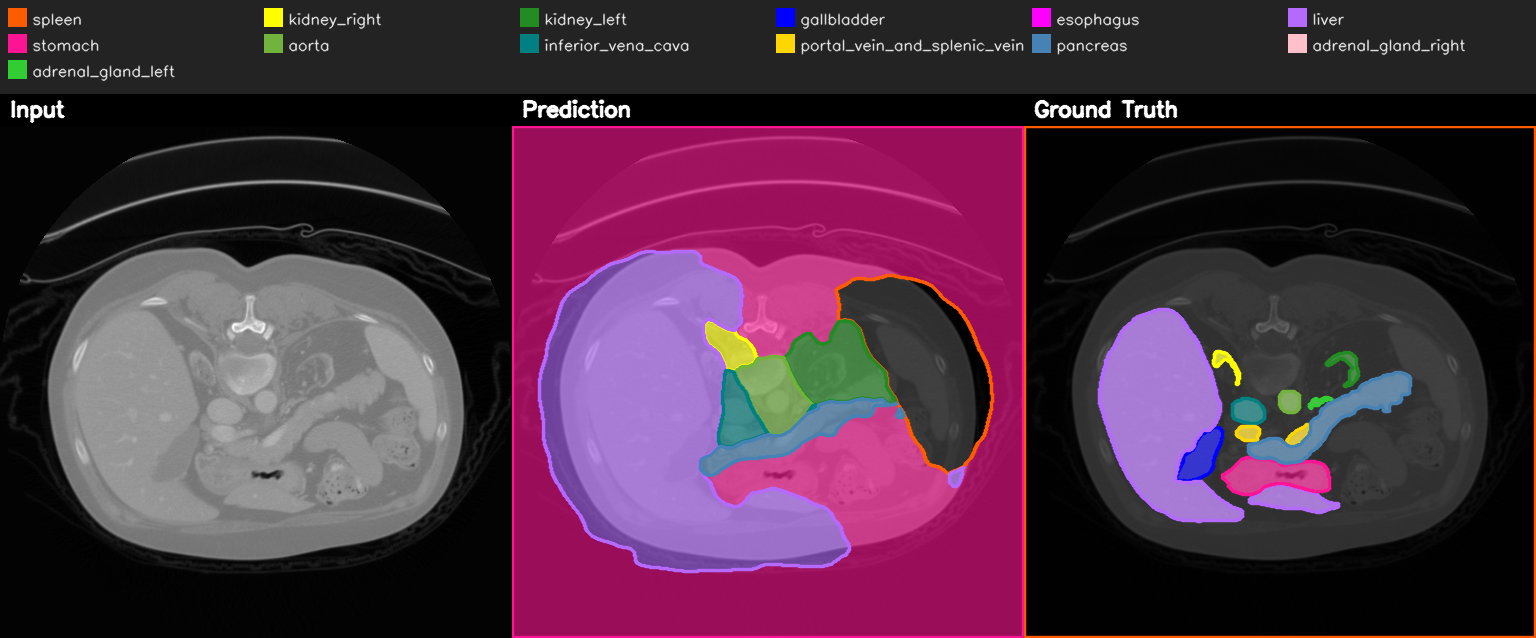 spleen kidney_right kidney_left gallbladder esophagus liver
stomach aorta inferior_vena_cava portal_vein_and_splenic_vein pancreas adrenal_gland_right
adrenal_gland_left
Input Prediction Ground Truth